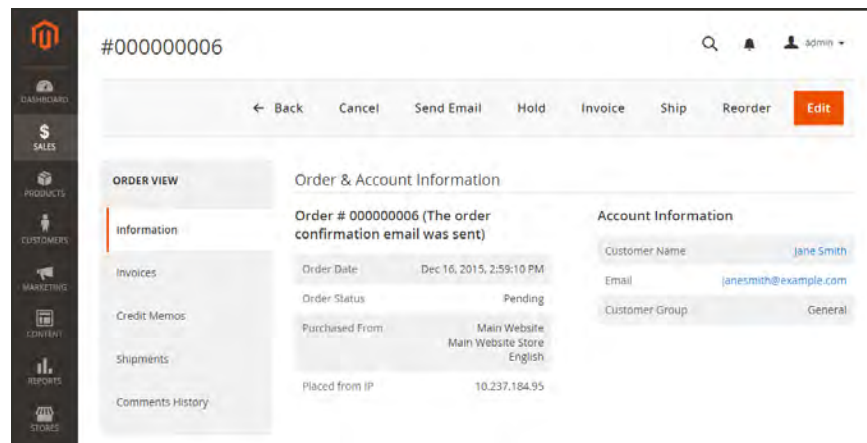 #000000006
admin
DASHBOARD
SALES
PRODUCTS
CUSTOMERS
MARKETING
CONTENT
REPORTS
STORES
← Back Cancel Send Email Hold Invoice Ship Reorder Edit
ORDER VIEW
Information
Invoices
Credit Memos
Shipments
Comments History
Order & Account Information
Order # 000000006 (The order
confirmation email was sent)
Order Date Dec 16, 2015, 2:59:10 PM
Order Status Pending
Purchased From Main Website
Main Website Store
English
Placed from IP 10.237.184.95
Account Information
Customer Name Jane Smith
Email janesmith@example.com
Customer Group General